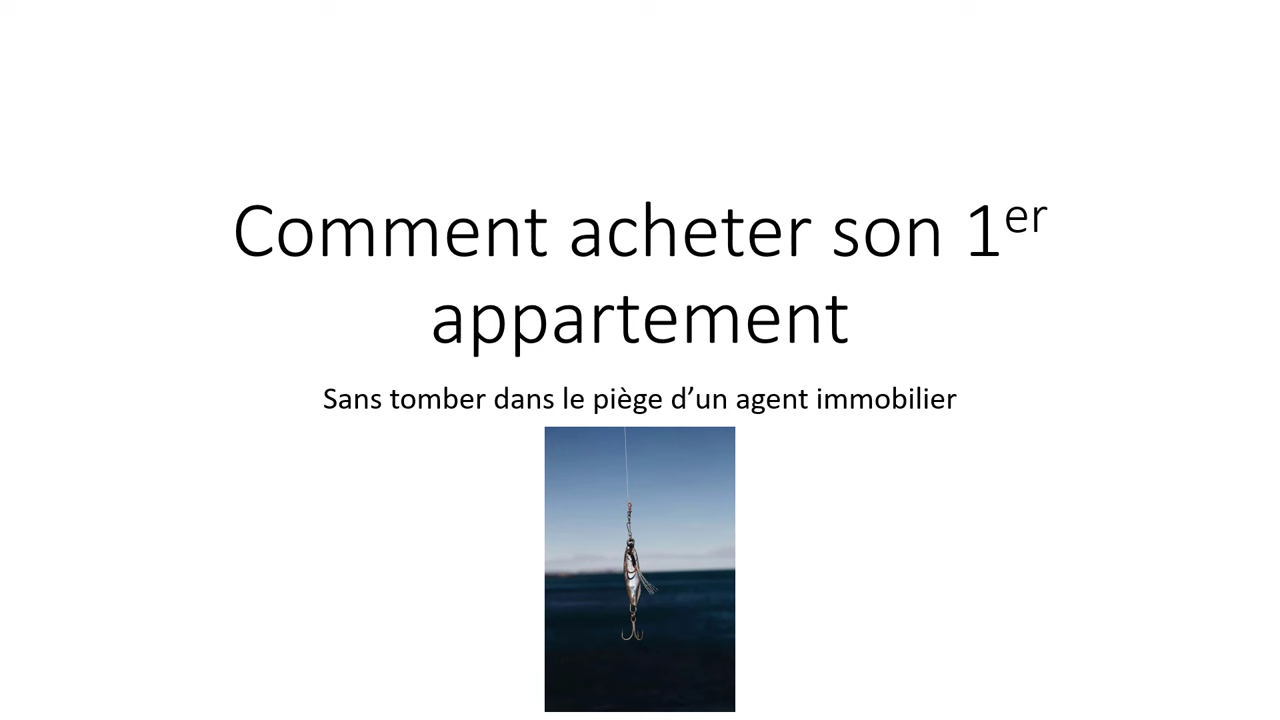 Comment acheter son 1er
appartement
Sans tomber dans le piège d’un agent immobilier